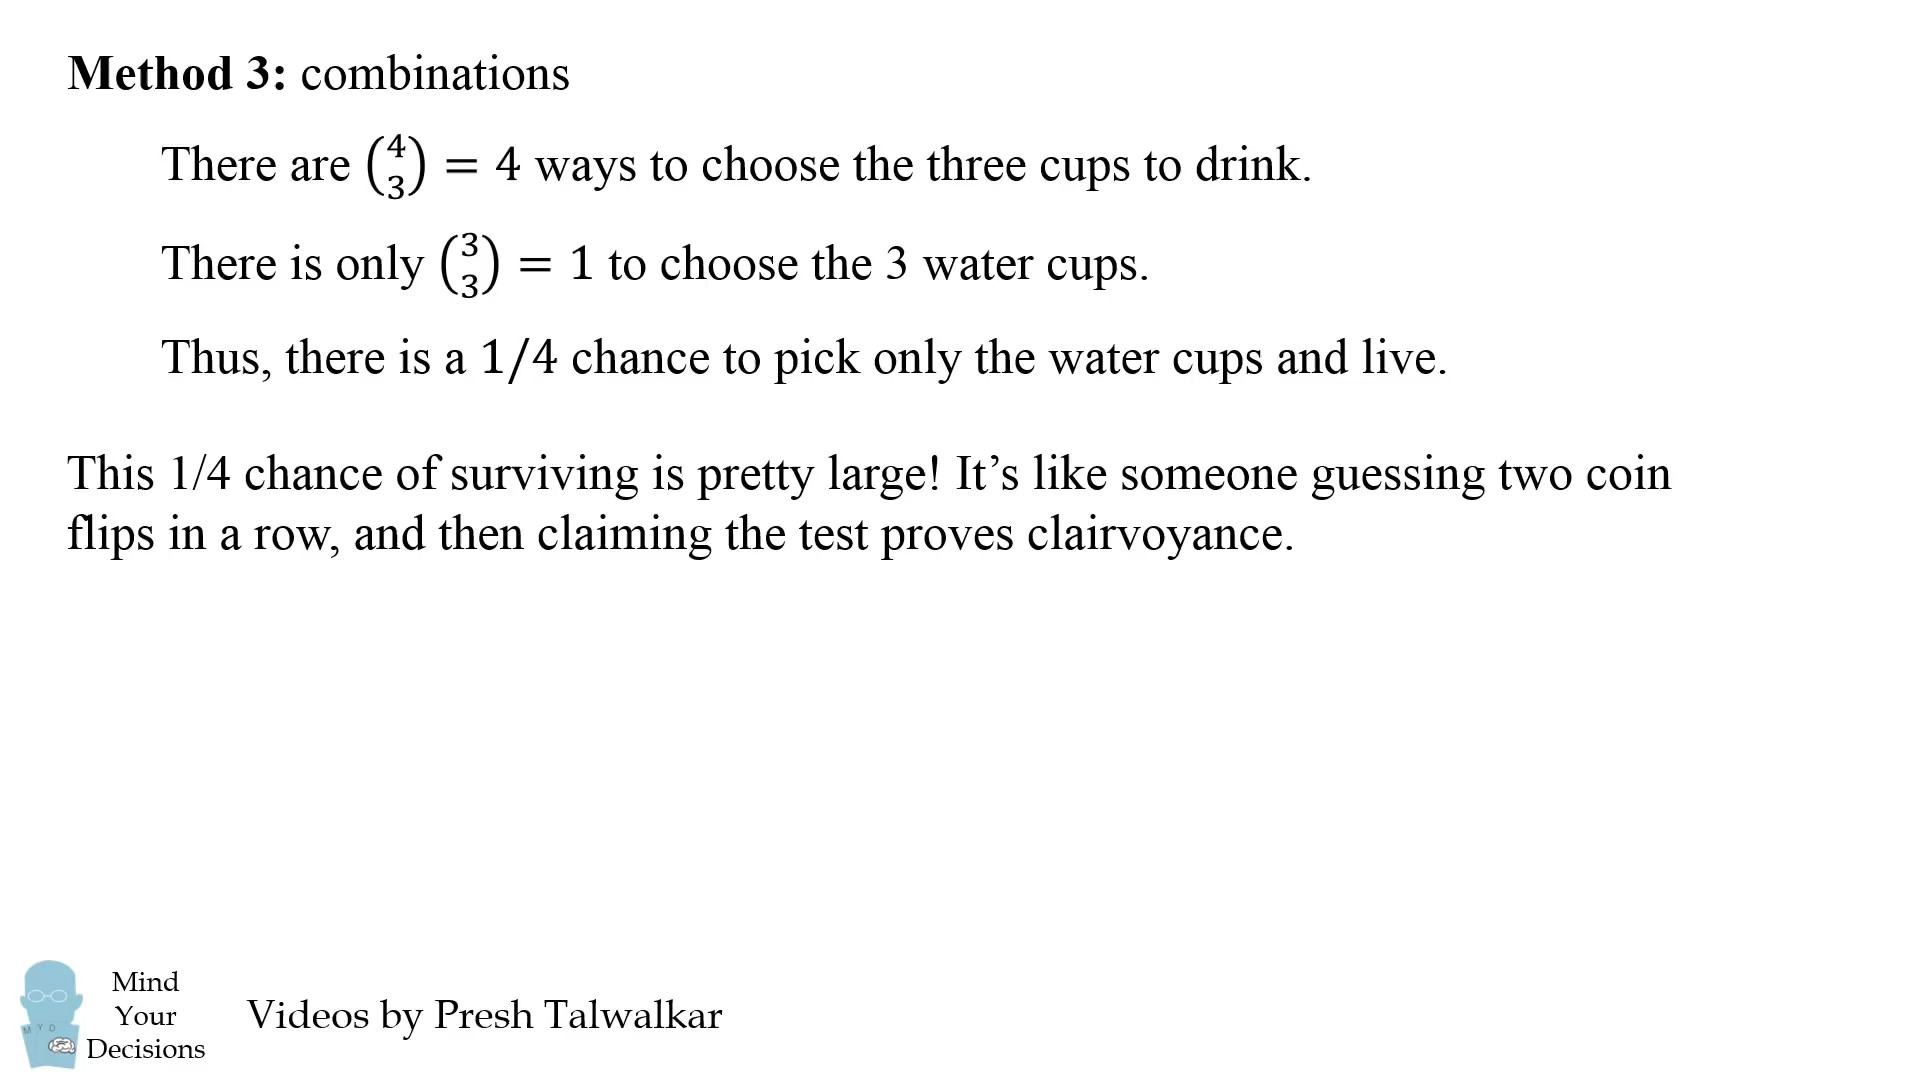 Method 3: combinations
There are (4 3) = 4 ways to choose the three cups to drink.
There is only (3 3) = 1 to choose the 3 water cups.
Thus, there is a 1/4 chance to pick only the water cups and live.
This 1/4 chance of surviving is pretty large! It’s like someone guessing two coin
flips in a row, and then claiming the test proves clairvoyance.
M Y D
Mind
Your
Decisions
Videos by Presh Talwalkar